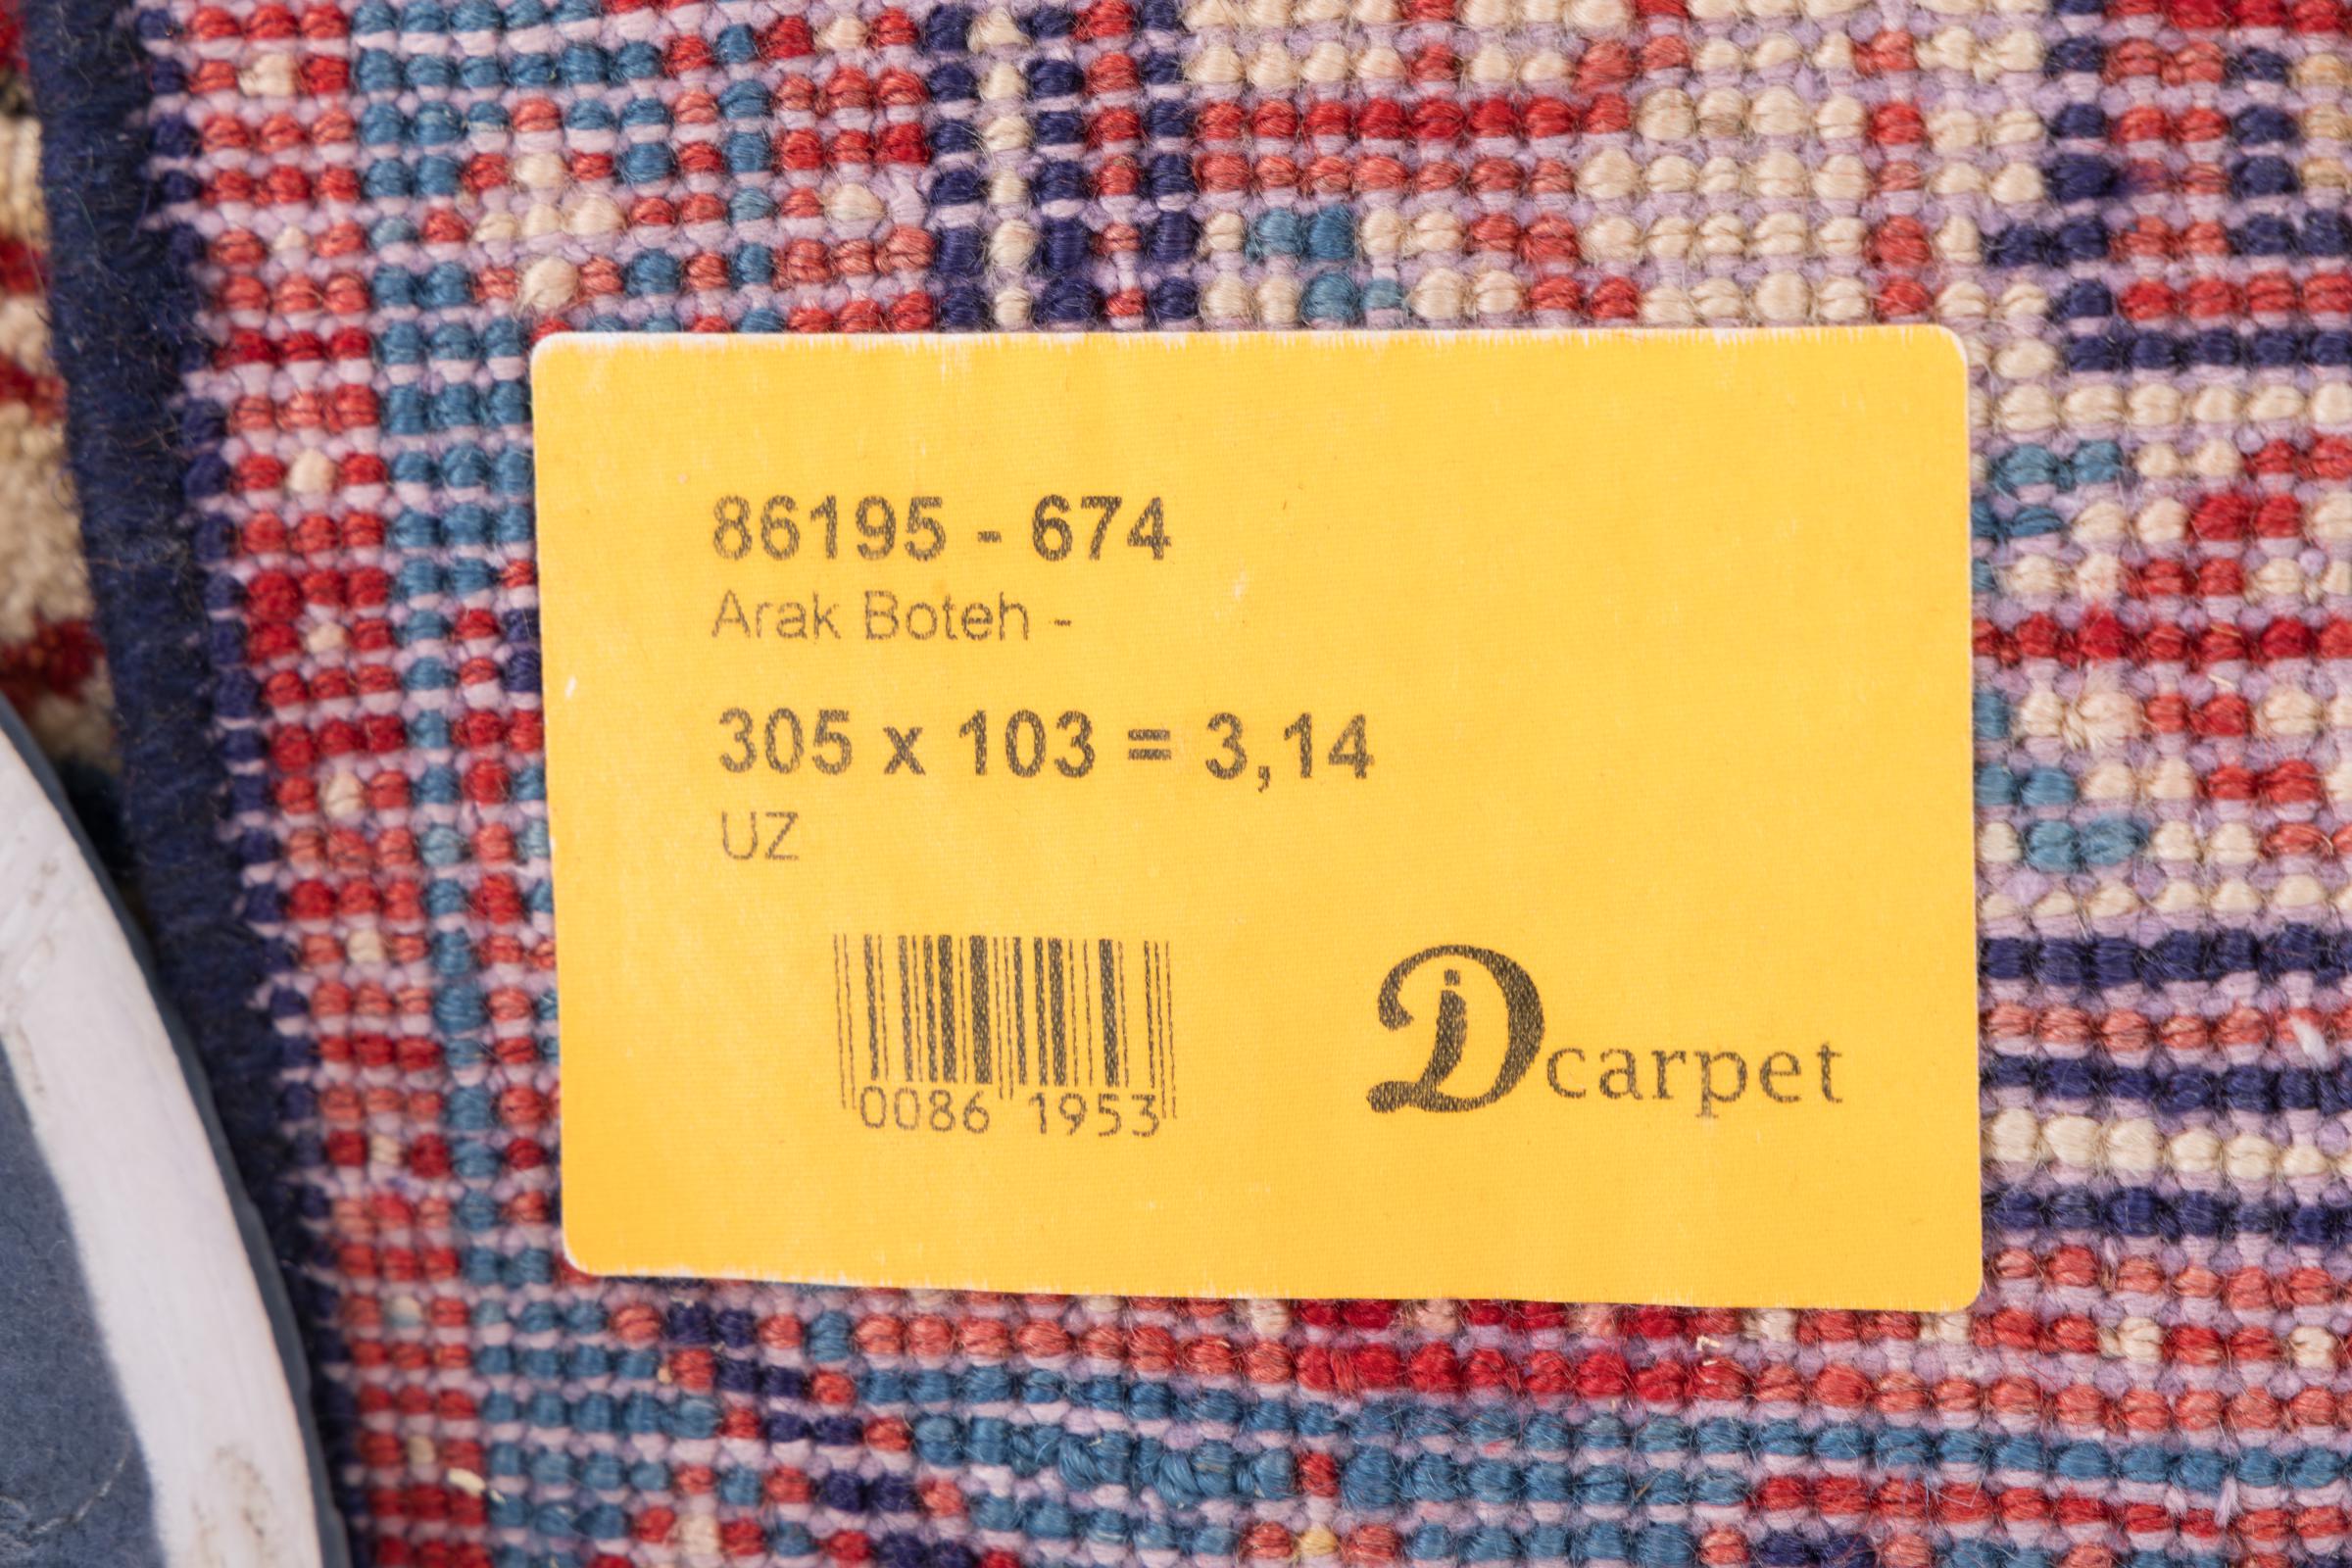 86195 - 674
Arak Boteh -
305 x 103 = 3,14
UZ
0086 1953
Dcarpet